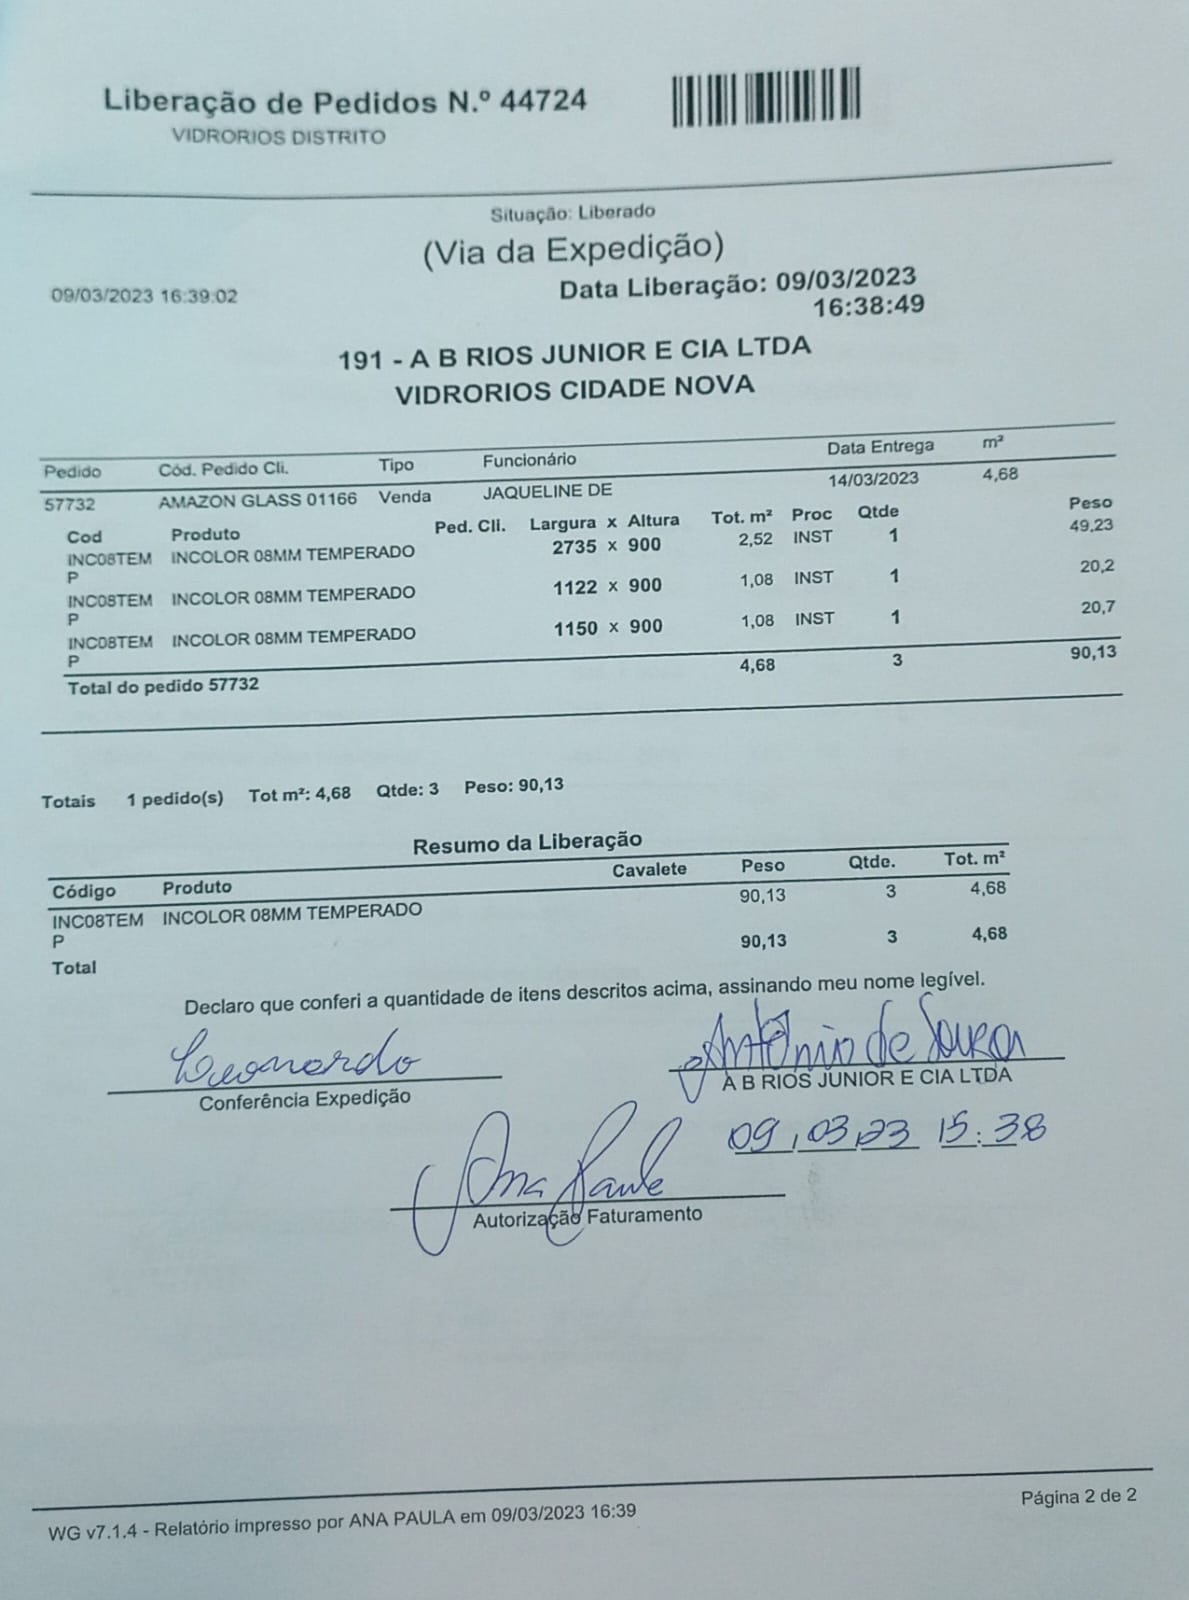 Liberação de Pedidos N.º 44724
VIDRORIOS DISTRITO
Situação: Liberado
(Via da Expedição)
09/03/2023 16:39:02
Data Liberação: 09/03/2023
16:38:49
191 - A B RIOS JUNIOR E CIA LTDA
VIDRORIOS CIDADE NOVA
Pedido Cód. Pedido Cli. Tipo Funcionário Data Entrega m²
57732 AMAZON GLASS 01166 Venda JAQUELINE DE 14/03/2023 4,68
Cod Produto Ped. Cli. Largura x Altura Tot. m² Proc Qtde Peso
INC08TEM INCOLOR 08MM TEMPERADO 2735 x 900 2,52 INST 1 49,23
P
INC08TEM INCOLOR 08MM TEMPERADO 1122 x 900 1,08 INST 1 20,2
P
INC08TEM INCOLOR 08MM TEMPERADO 1150 x 900 1,08 INST 1 20,7
P
Total do pedido 57732 4,68 3 90,13
Totais 1 pedido(s) Tot m²: 4,68 Qtde: 3 Peso: 90,13
Resumo da Liberação
Código Produto Cavalete Peso Qtde. Tot. m²
INC08TEM INCOLOR 08MM TEMPERADO 90,13 3 4,68
P
Total 90,13 3 4,68
Declaro que conferi a quantidade de itens descritos acima, assinando meu nome legível.
Leonardo Antônio de Souza
Conferência Expedição A B RIOS JUNIOR E CIA LTDA
09/03/23 15:38
Ana Paula
Autorização Faturamento
WG v7.1.4 - Relatório impresso por ANA PAULA em 09/03/2023 16:39 Página 2 de 2